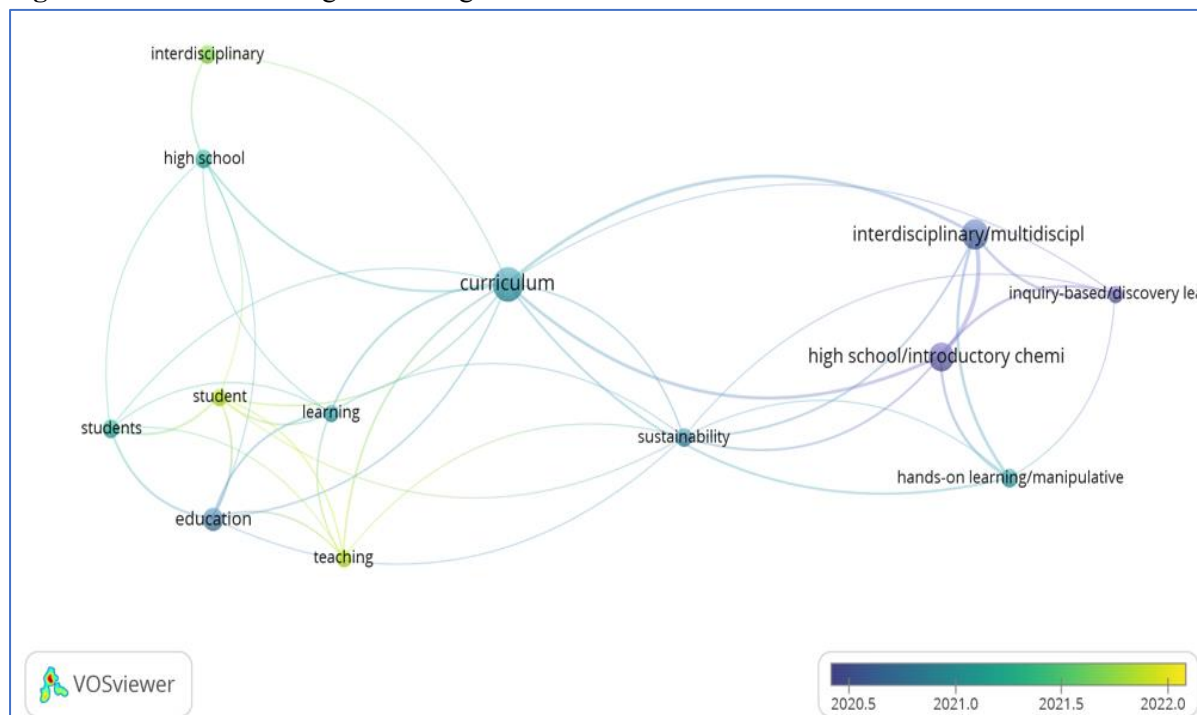 interdisciplinary
high school
interdisciplinary/multidiscipl
curriculum
inquiry-based/discovery lea
high school/introductory chemi
student
learning
students
sustainability
hands-on learning/manipulative
education
teaching
VOSviewer
2020.5 2021.0 2021.5 2022.0